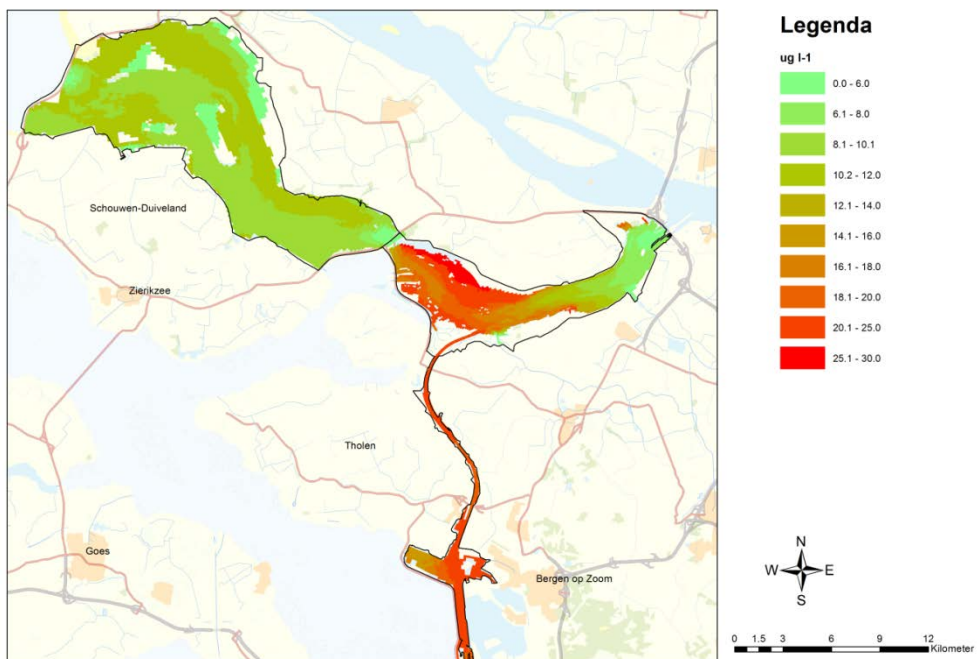 Legenda
ug l-1
0.0 - 6.0
6.1 - 8.0
8.1 - 10.1
10.2 - 12.0
12.1 - 14.0
14.1 - 16.0
16.1 - 18.0
18.1 - 20.0
20.1 - 25.0
25.1 - 30.0
Schouwen-Duiveland
Zierikzee
Tholen
Goes
Bergen op Zoom
N
W E
S
0 1.5 3 6 9 12
Kilometer